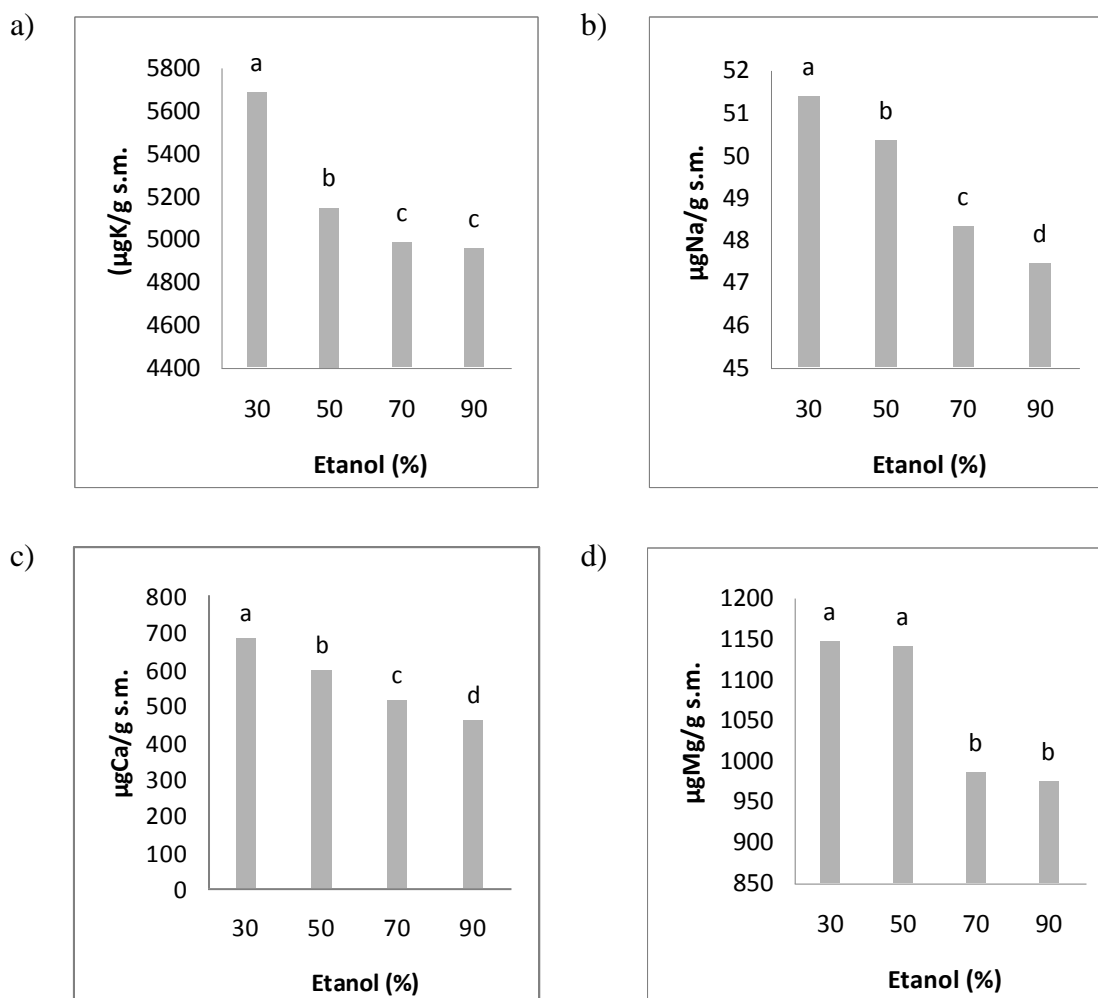 a)
5800
5600
5400
5200
5000
4800
4600
4400
(µgK/g s.m.
a
b
c
c
30 50 70 90
Etanol (%)
b)
52
51
50
49
48
47
46
45
µgNa/g s.m.
a
b
c
d
30 50 70 90
Etanol (%)
c)
800
700
600
500
400
300
200
100
0
µgCa/g s.m.
a
b
c
d
30 50 70 90
Etanol (%)
d)
1200
1150
1100
1050
1000
950
900
850
µgMg/g s.m.
a
a
b
b
30 50 70 90
Etanol (%)